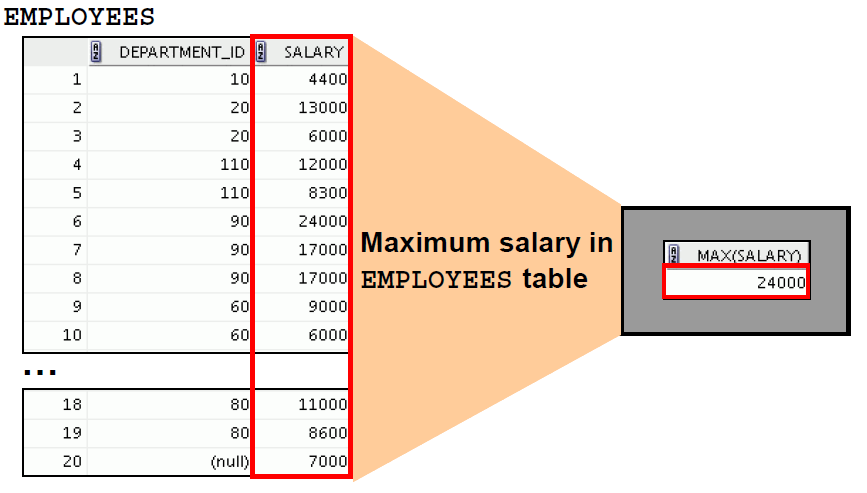 EMPLOYEES
DEPARTMENT_ID SALARY
1 10 4400
2 20 13000
3 20 6000
4 110 12000
5 110 8300
6 90 24000
7 90 17000
8 90 17000
9 60 9000
10 60 6000
...
18 80 11000
19 80 8600
20 (null) 7000
Maximum salary in
EMPLOYEES table
MAX(SALARY)
24000